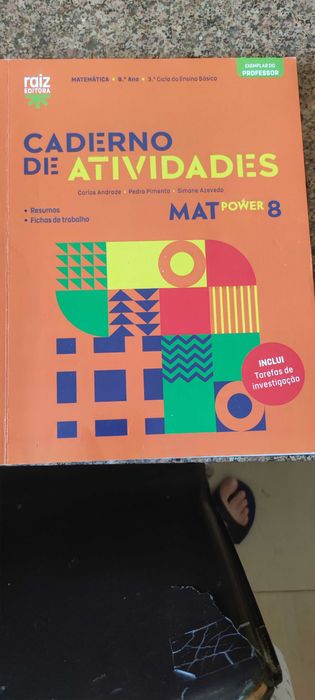 raiz
EDITORA
MATEMÁTICA • 8.º Ano • 3.º Ciclo do Ensino Básico
EXEMPLAR DO
PROFESSOR
CADERNO
DE ATIVIDADES
Carlos Andrade • Pedro Pimenta • Simone Azevedo
• Resumos
• Fichas de trabalho
MAT POWER 8
INCLUI
Tarefas de
investigação